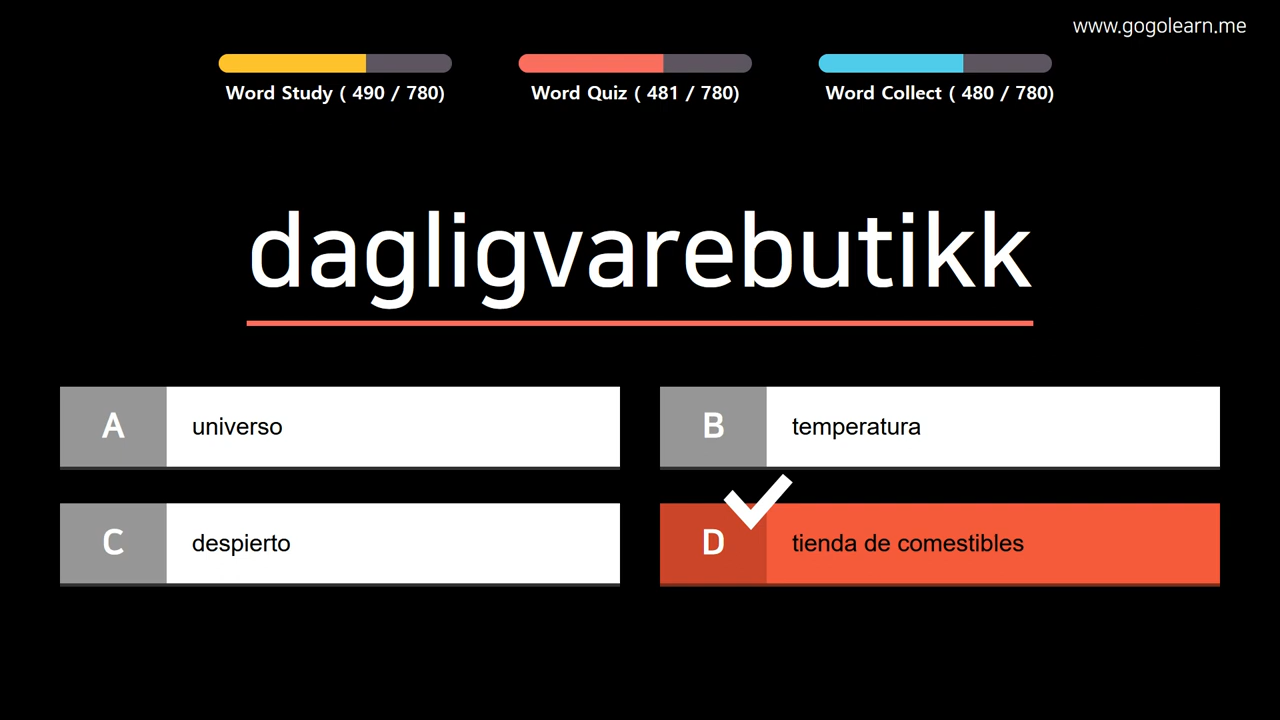 www.gogolearn.me
Word Study ( 490 / 780)
Word Quiz ( 481 / 780)
Word Collect ( 480 / 780)
dagligvarebutikk
A universo
B temperatura
C despierto
D tienda de comestibles